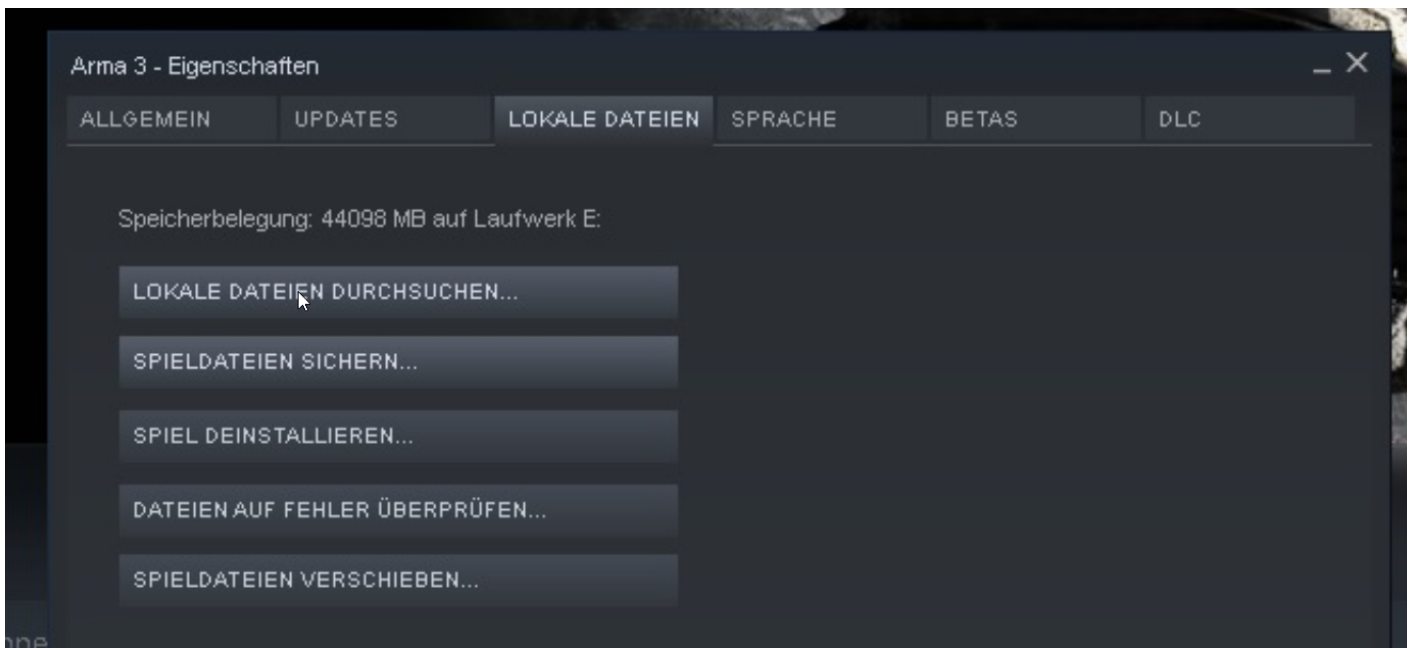 Arma 3 - Eigenschaften
ALLGEMEIN UPDATES LOKALE DATEIEN SPRACHE BETAS DLC
Speicherbelegung: 44098 MB auf Laufwerk E:
LOKALE DATEIEN DURCHSUCHEN...
SPIELDATEIEN SICHERN...
SPIEL DEINSTALLIEREN...
DATEIEN AUF FEHLER ÜBERPRÜFEN...
SPIELDATEIEN VERSCHIEBEN...